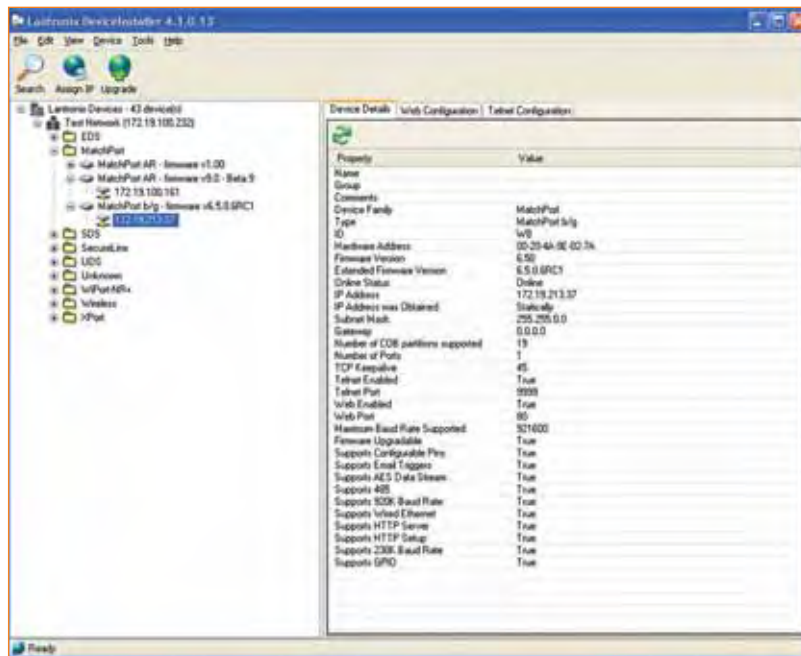 Lantronix DeviceInstaller 4.1.0.13
File Edit View Device Tools Help
Search Assign IP Upgrade
Lantronix Devices - 43 device(s)
Test Network (172.19.100.232)
EDS
MatchPort
MatchPort AR - firmware v1.00
MatchPort AR - firmware v9.0 - Beta 9
172.19.100.161
MatchPort b/g - firmware v6.5.0.6RC1
172.19.213.37
SDS
SecureLinx
UDS
Unknown
WiPort-NR+
Wireless
XPort
Device Details Web Configuration Telnet Configuration
Property Value
Name
Group
Comments
Device Family MatchPort
Type MatchPort b/g
ID W8
Hardware Address 00-20-4A-9E-02-7A
Firmware Version 6.50
Extended Firmware Version 6.5.0.6RC1
Online Status Online
IP Address 172.19.213.37
IP Address was Obtained Statically
Subnet Mask 255.255.0.0
Gateway 0.0.0.0
Number of COB partitions supported 19
Number of Ports 1
TCP Keepalive 45
Telnet Enabled True
Telnet Port 9999
Web Enabled True
Web Port 80
Maximum Baud Rate Supported 921600
Firmware Upgradable True
Supports Configurable Pins True
Supports Email Triggers True
Supports AES Data Stream True
Supports 485 True
Supports 920K Baud Rate True
Supports Wired Ethernet True
Supports HTTP Server True
Supports HTTP Setup True
Supports 230K Baud Rate True
Supports GPIO True
Ready